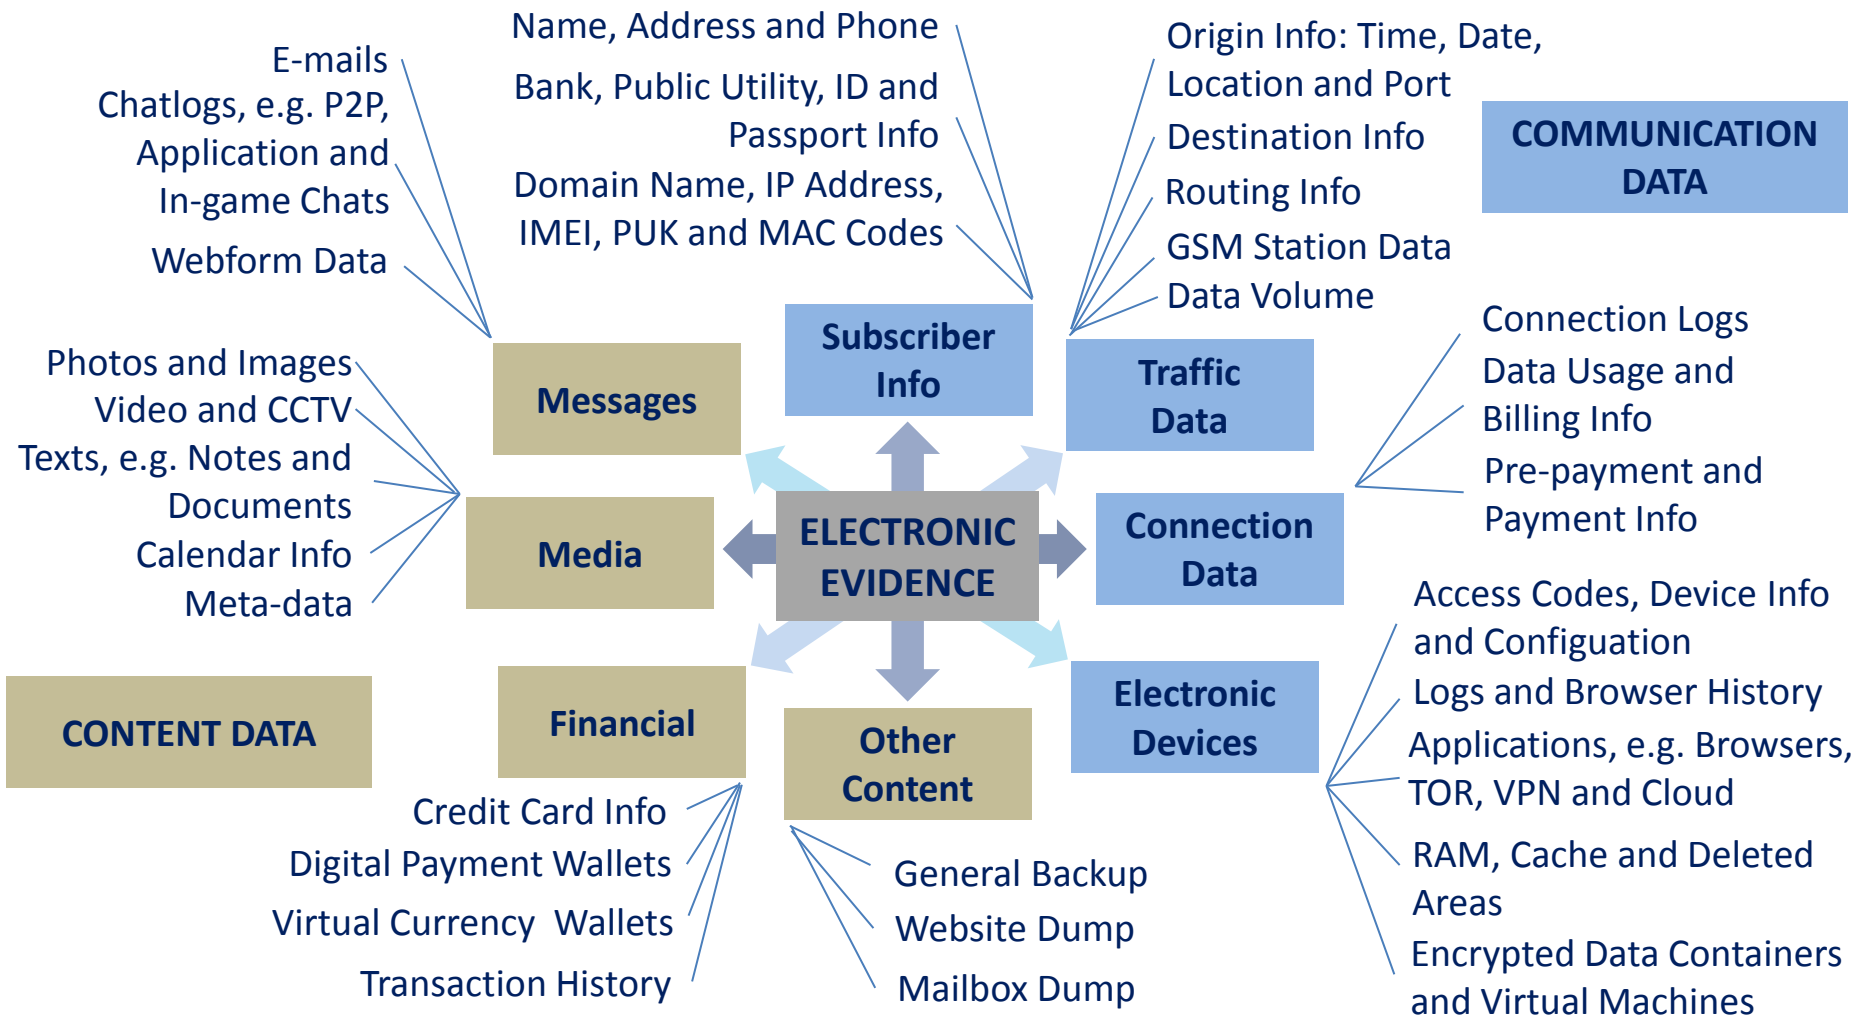 E-mails
Chatlogs, e.g. P2P,
Application and
In-game Chats
Webform Data
Name, Address and Phone
Bank, Public Utility, ID and
Passport Info
Domain Name, IP Address,
IMEI, PUK and MAC Codes
Origin Info: Time, Date,
Location and Port
Destination Info
Routing Info
GSM Station Data
Data Volume
COMMUNICATION
DATA
Messages
Subscriber
Info
Traffic
Data
Connection Logs
Data Usage and
Billing Info
Pre-payment and
Payment Info
Photos and Images
Video and CCTV
Texts, e.g. Notes and
Documents
Calendar Info
Meta-data
Media
ELECTRONIC
EVIDENCE
Connection
Data
CONTENT DATA
Financial
Other
Content
Electronic
Devices
Access Codes, Device Info
and Configuation
Logs and Browser History
Applications, e.g. Browsers,
TOR, VPN and Cloud
RAM, Cache and Deleted
Areas
Encrypted Data Containers
and Virtual Machines
Credit Card Info
Digital Payment Wallets
Virtual Currency  Wallets
Transaction History
General Backup
Website Dump
Mailbox Dump